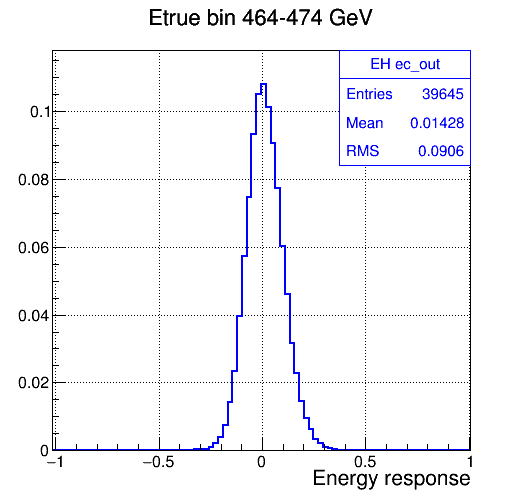 Etrue bin 464-474 GeV
EH ec_out
Entries 39645
Mean 0.01428
RMS 0.0906
0.1
0.08
0.06
0.04
0.02
0
−1 −0.5 0 0.5 1
Energy response